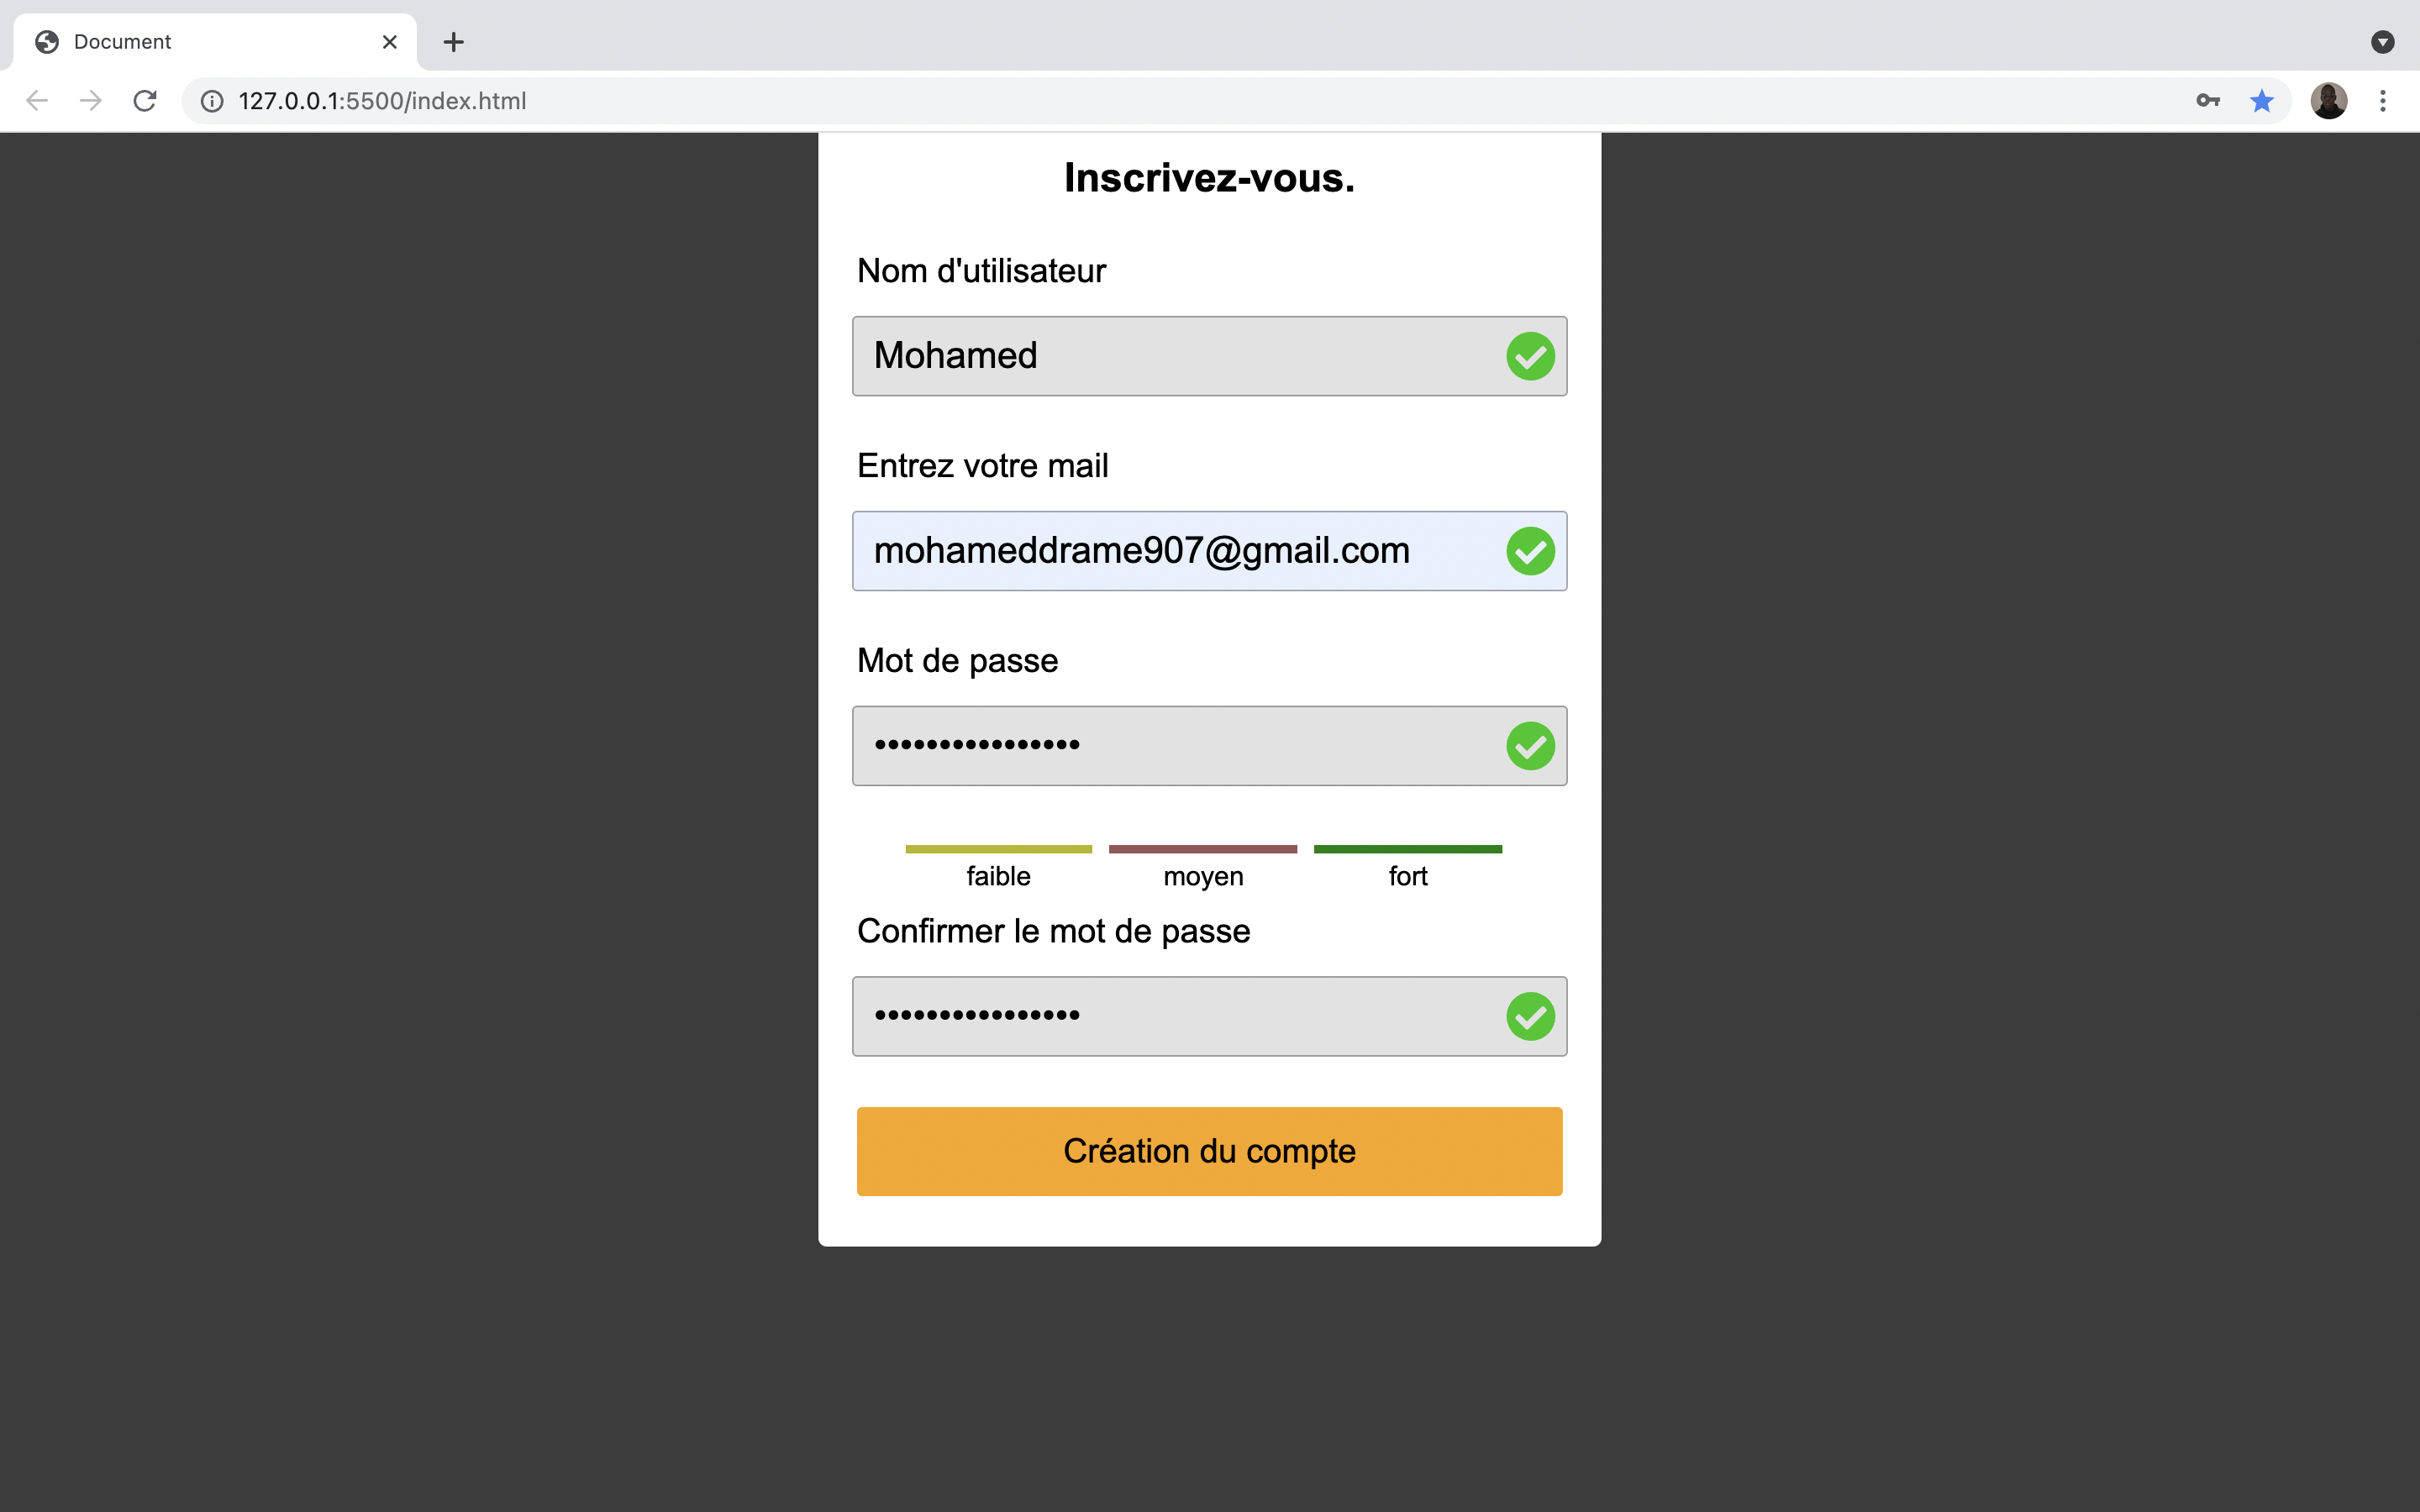 Document
127.0.0.1:5500/index.html
Inscrivez-vous.
Nom d'utilisateur
Mohamed
Entrez votre mail
mohameddrame907@gmail.com
Mot de passe
••••••••••••••••
faible moyen fort
Confirmer le mot de passe
••••••••••••••••
Création du compte